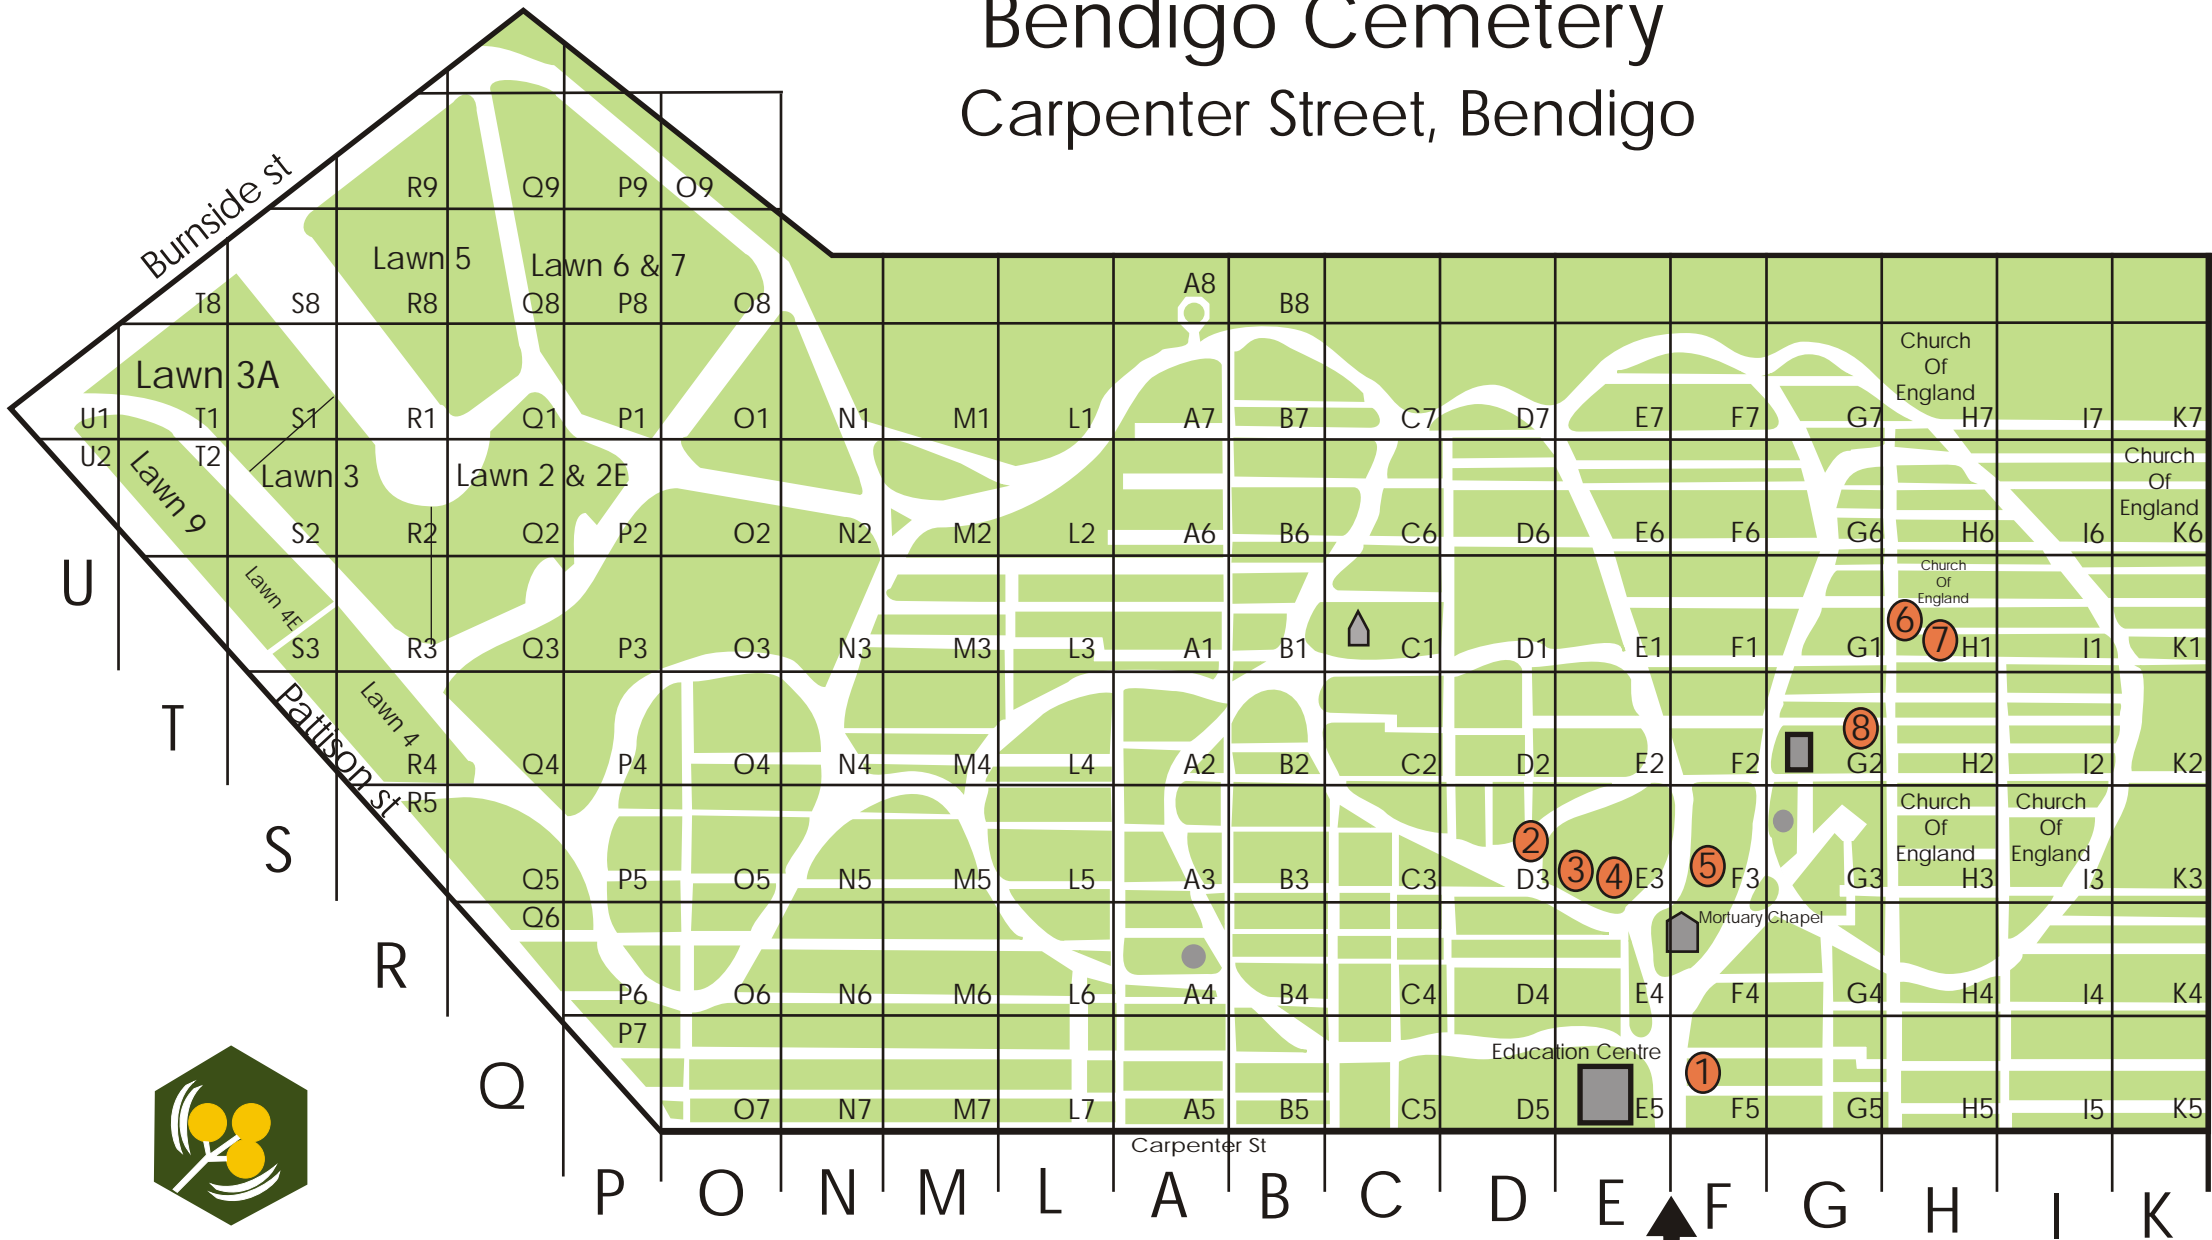 Bendigo Cemetery
Carpenter Street, Bendigo
Burnside st
R9 Q9 P9 O9
Lawn 5 Lawn 6 & 7
A8
T8 S8 R8 Q8 P8 O8 B8
Church
Of
England
Lawn 3A
U1 T1 S1 R1 Q1 P1 O1 N1 M1 L1 A7 B7 C7 D7 E7 F7 G7 H7 I7 K7
U2 T2
Church
Of
England
Lawn 9 Lawn 3 Lawn 2 & 2E
S2 R2 Q2 P2 O2 N2 M2 L2 A6 B6 C6 D6 E6 F6 G6 H6 I6 K6
Church
Of
England
U
Lawn 4E
6 7
S3 R3 Q3 P3 O3 N3 M3 L3 A1 B1 C1 D1 E1 F1 G1 H1 I1 K1
T
Pattison st
Lawn 4
8
R4 Q4 P4 O4 N4 M4 L4 A2 B2 C2 D2 E2 F2 G2 H2 I2 K2
R5
Church
Of
England
Church
Of
England
S
2 3 4 5
Q5 P5 O5 N5 M5 L5 A3 B3 C3 D3 E3 F3 G3 H3 I3 K3
Q6
Mortuary Chapel
R
P6 O6 N6 M6 L6 A4 B4 C4 D4 E4 F4 G4 H4 I4 K4
P7
Education Centre
Q
1
O7 N7 M7 L7 A5 B5 C5 D5 E5 F5 G5 H5 I5 K5
Carpenter St
P O N M L A B C D E F G H I K